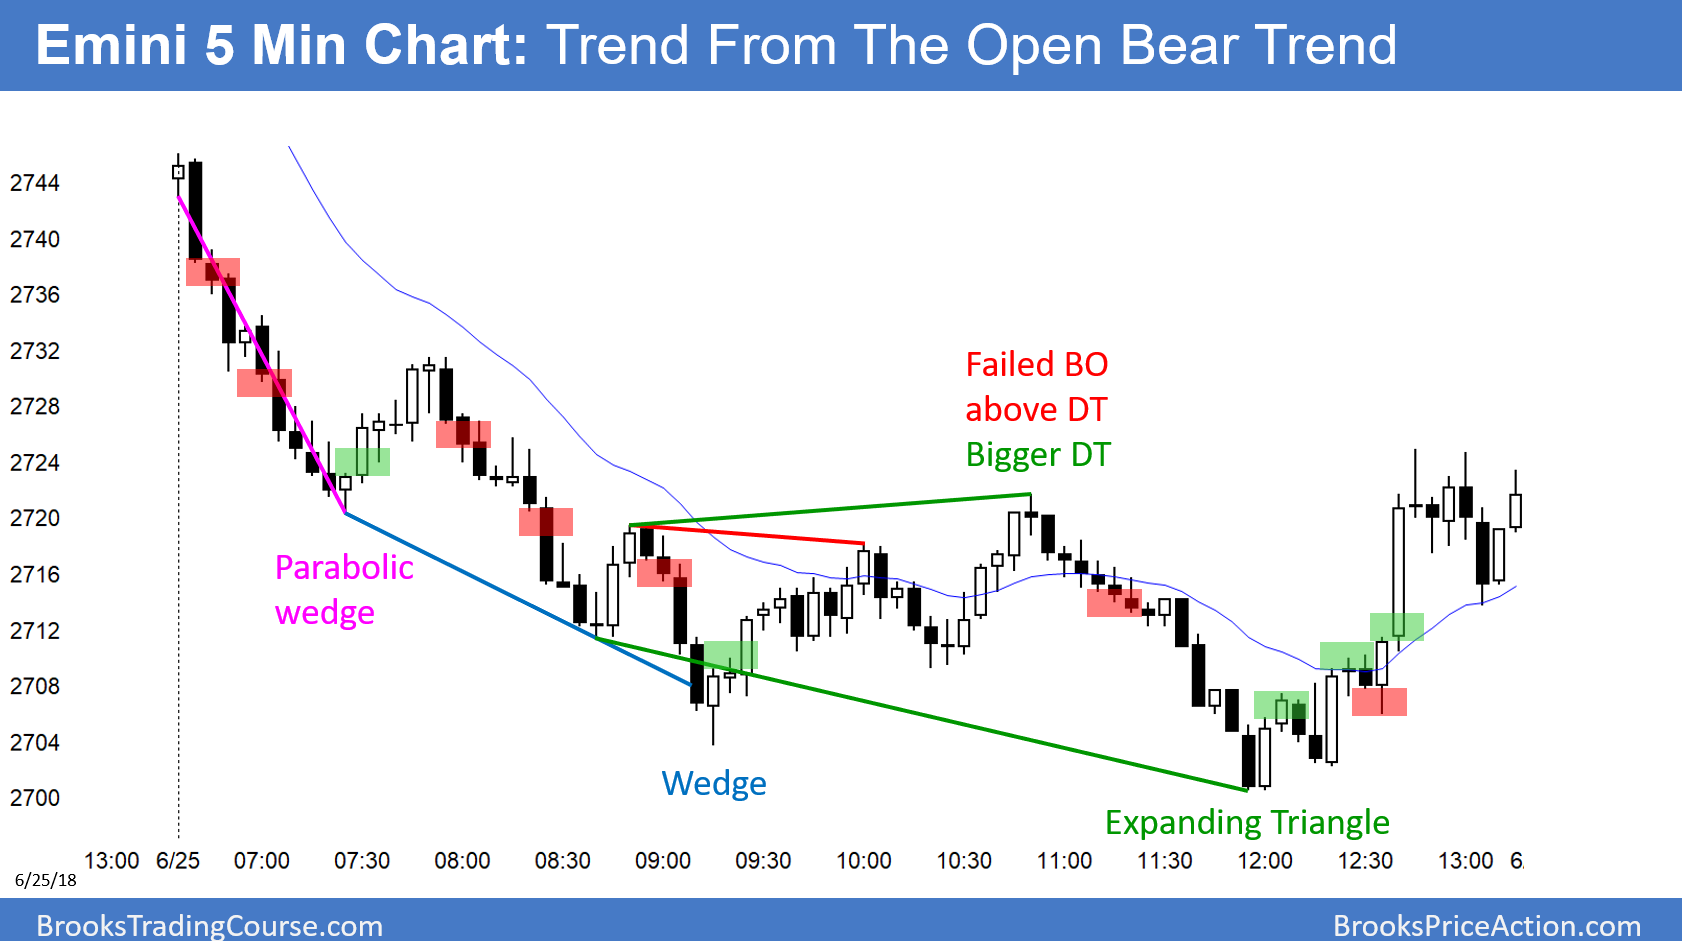 Emini 5 Min Chart: Trend From The Open Bear Trend
2744
2740
2736
2732
2728
2724
2720
2716
2712
2708
2704
2700
Failed BO
above DT
Bigger DT
Parabolic
wedge
Wedge
Expanding Triangle
13:00 6/25 07:00 07:30 08:00 08:30 09:00 09:30 10:00 10:30 11:00 11:30 12:00 12:30 13:00 6
6/25/18
BrooksTradingCourse.com
BrooksPriceAction.com